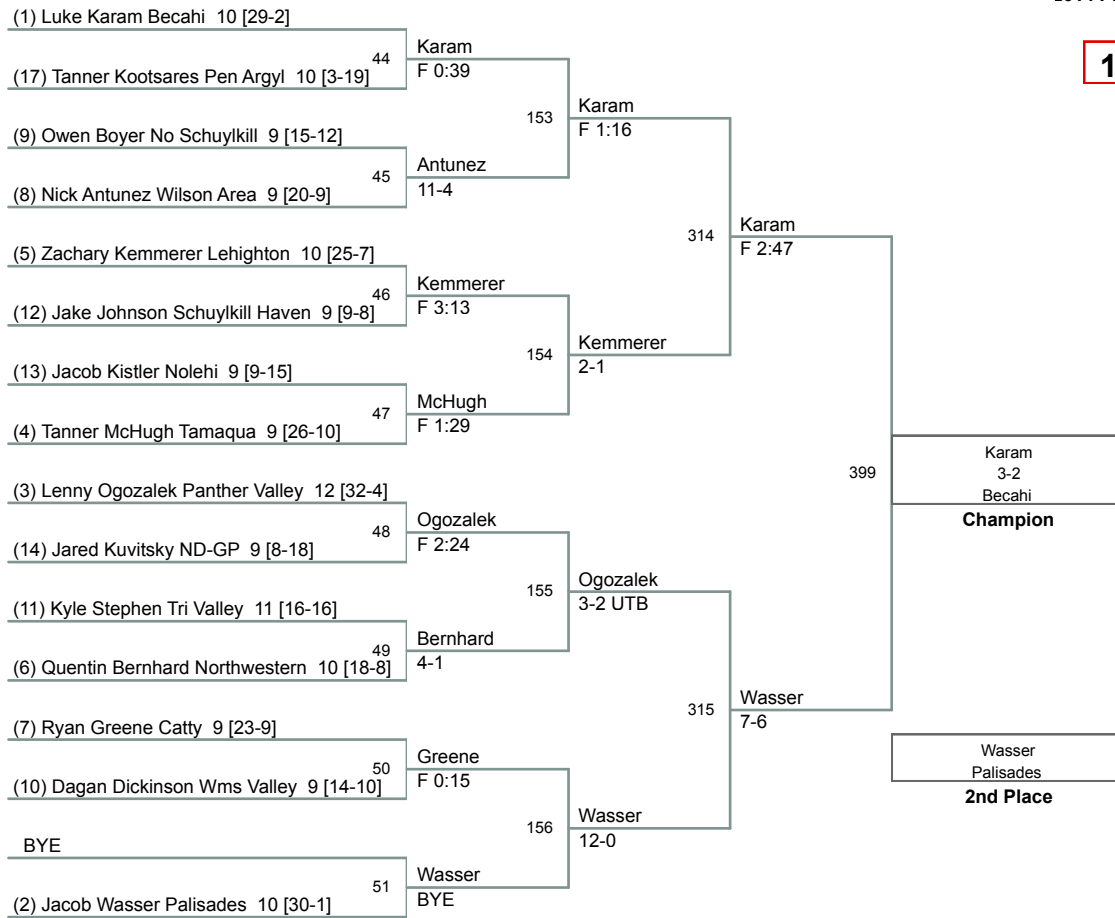 (1) Luke Karam Becahi 10 [29-2]
44
Karam
F 0:39
(17) Tanner Kootsares Pen Argyl 10 [3-19]
153
Karam
F 1:16
(9) Owen Boyer No Schuylkill 9 [15-12]
45
Antunez
11-4
(8) Nick Antunez Wilson Area 9 [20-9]
314
Karam
F 2:47
(5) Zachary Kemmerer Lehighton 10 [25-7]
46
Kemmerer
F 3:13
(12) Jake Johnson Schuylkill Haven 9 [9-8]
154
Kemmerer
2-1
(13) Jacob Kistler Nolehi 9 [9-15]
47
McHugh
F 1:29
(4) Tanner McHugh Tamaqua 9 [26-10]
399
Karam
3-2
Becahi
Champion
(3) Lenny Ogozalek Panther Valley 12 [32-4]
48
Ogozalek
F 2:24
(14) Jared Kuvitsky ND-GP 9 [8-18]
155
Ogozalek
3-2 UTB
(11) Kyle Stephen Tri Valley 11 [16-16]
49
Bernhard
4-1
(6) Quentin Bernhard Northwestern 10 [18-8]
315
Wasser
7-6
(7) Ryan Greene Catty 9 [23-9]
50
Greene
F 0:15
(10) Dagan Dickinson Wms Valley 9 [14-10]
156
Wasser
12-0
BYE
51
Wasser
BYE
(2) Jacob Wasser Palisades 10 [30-1]
Wasser
Palisades
2nd Place
1